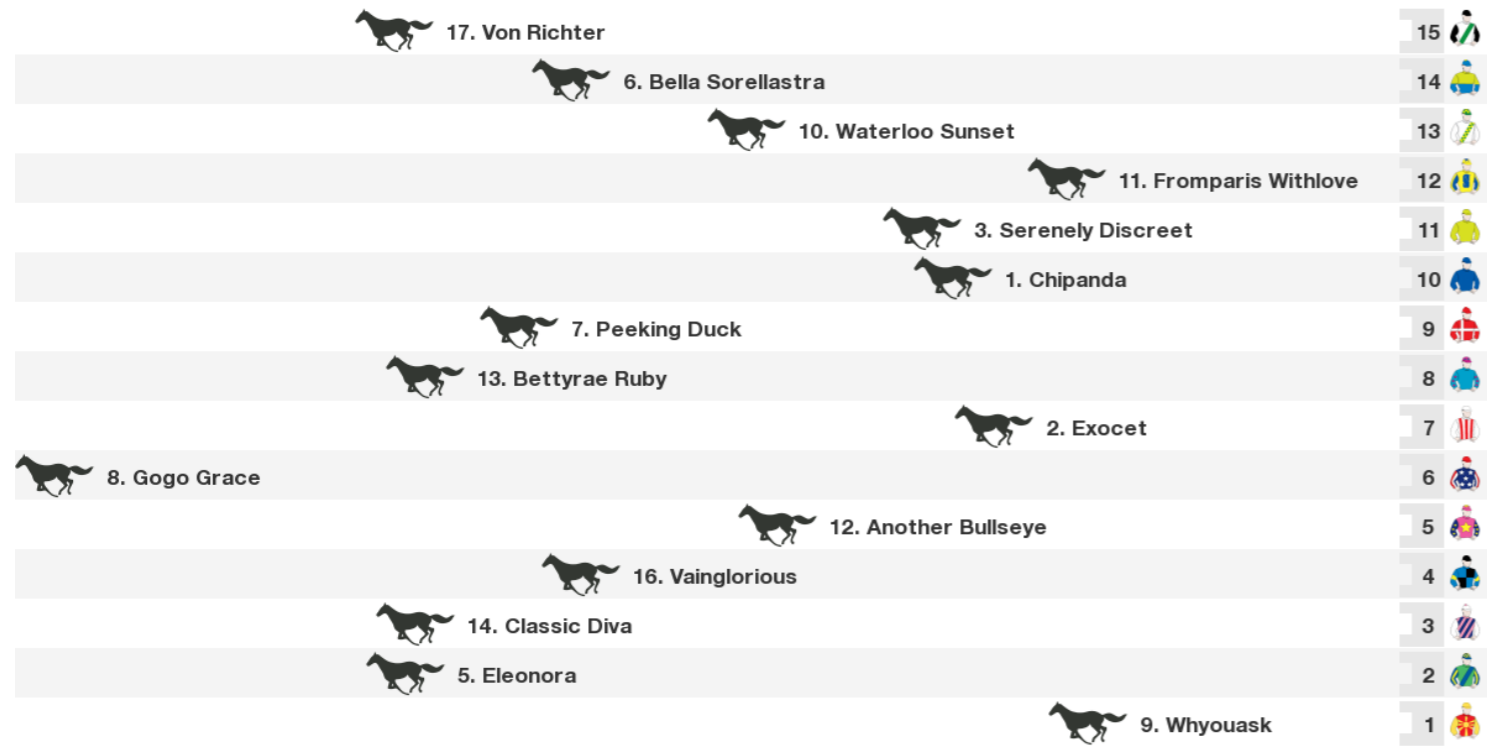 17. Von Richter 15
6. Bella Sorellastra 14
10. Waterloo Sunset 13
11. Fromparis Withlove 12
3. Serenely Discreet 11
1. Chipanda 10
7. Peeking Duck 9
13. Bettyrae Ruby 8
2. Exocet 7
8. Gogo Grace 6
12. Another Bullseye 5
16. Vainglorious 4
14. Classic Diva 3
5. Eleonora 2
9. Whyouask 1